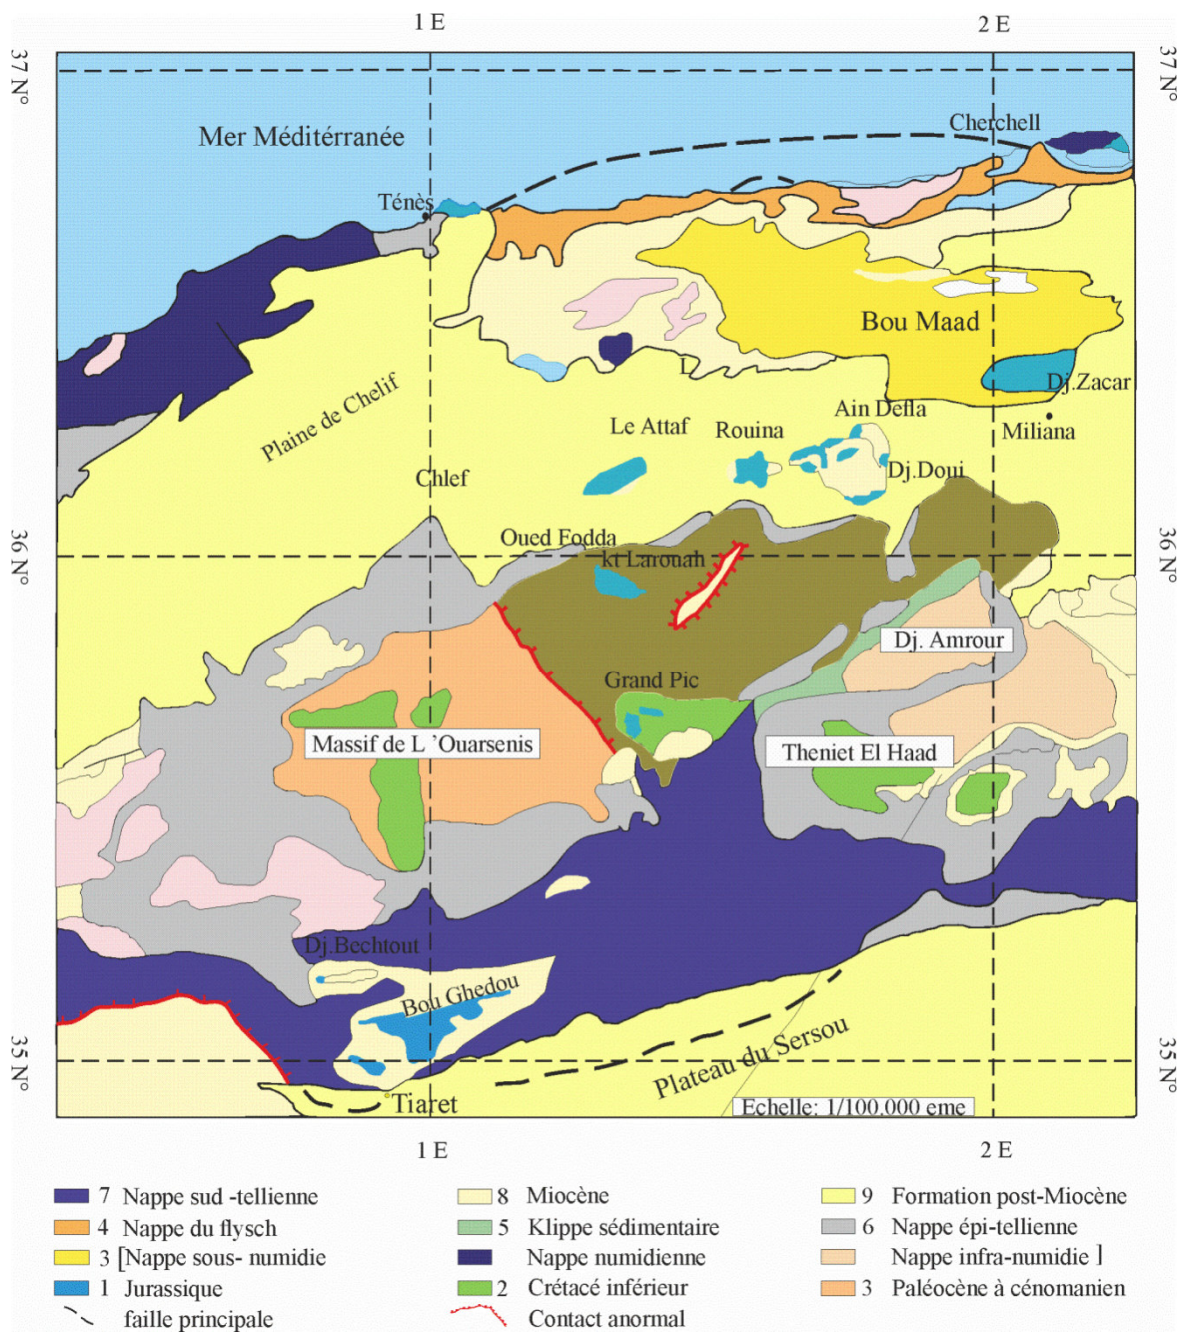 1 E
2 E
37 N°
37 N°
Mer Méditérranée
Cherchell
Ténès
Bou Maad
Dj.Zacar
Plaine de Chelif
Le Attaf
Rouina
Ain Defla
Miliana
Chlef
Dj.Doui
36 N°
36 N°
Oued Fodda
kt Larouah
Dj. Amrour
Grand Pic
Massif de L ’Ouarsenis
Theniet El Haad
Dj.Bechtout
Bou Ghedou
35 N°
35 N°
Plateau du Sersou
Tiaret
Echelle: 1/100.000 eme
1 E
2 E
7 Nappe sud -tellienne
8 Miocène
9 Formation post-Miocène
4 Nappe du flysch
5 Klippe sédimentaire
6 Nappe épi-tellienne
3 [Nappe sous- numidie
Nappe numidienne
Nappe infra-numidie ]
1 Jurassique
2 Crétacé inférieur
3 Paléocène à cénomanien
faille principale
Contact anormal